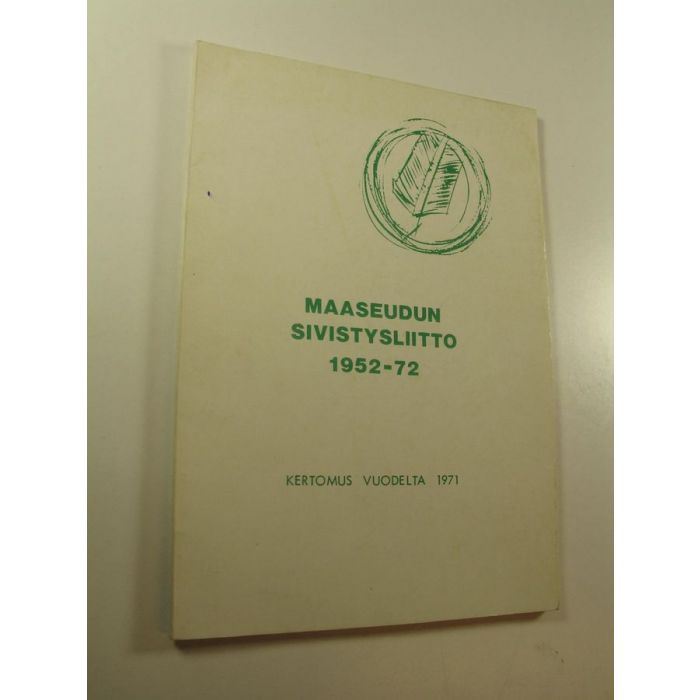 MAASEUDUN
SIVISTYSLIITTO
1952-72
KERTOMUS VUODELTA 1971